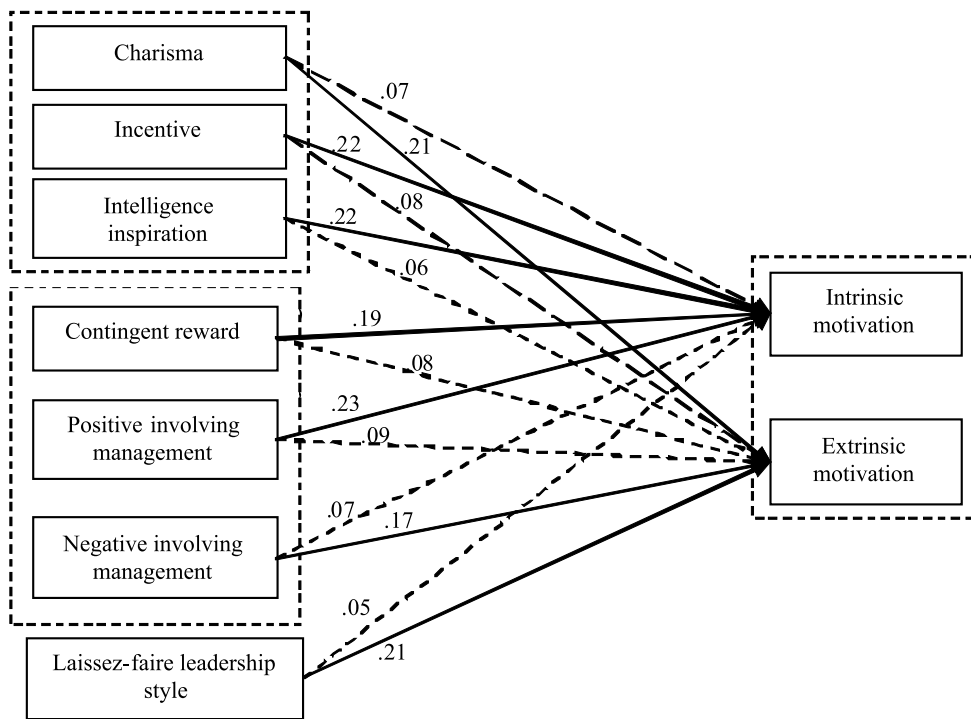 Charisma
.07
Incentive
.22
.21
Intelligence
inspiration
.22
.08
.06
Intrinsic
motivation
Contingent reward
.19
.08
Positive involving
management
.23
.09
Extrinsic
motivation
Negative involving
management
.07
.17
.05
Laissez-faire leadership
style
.21